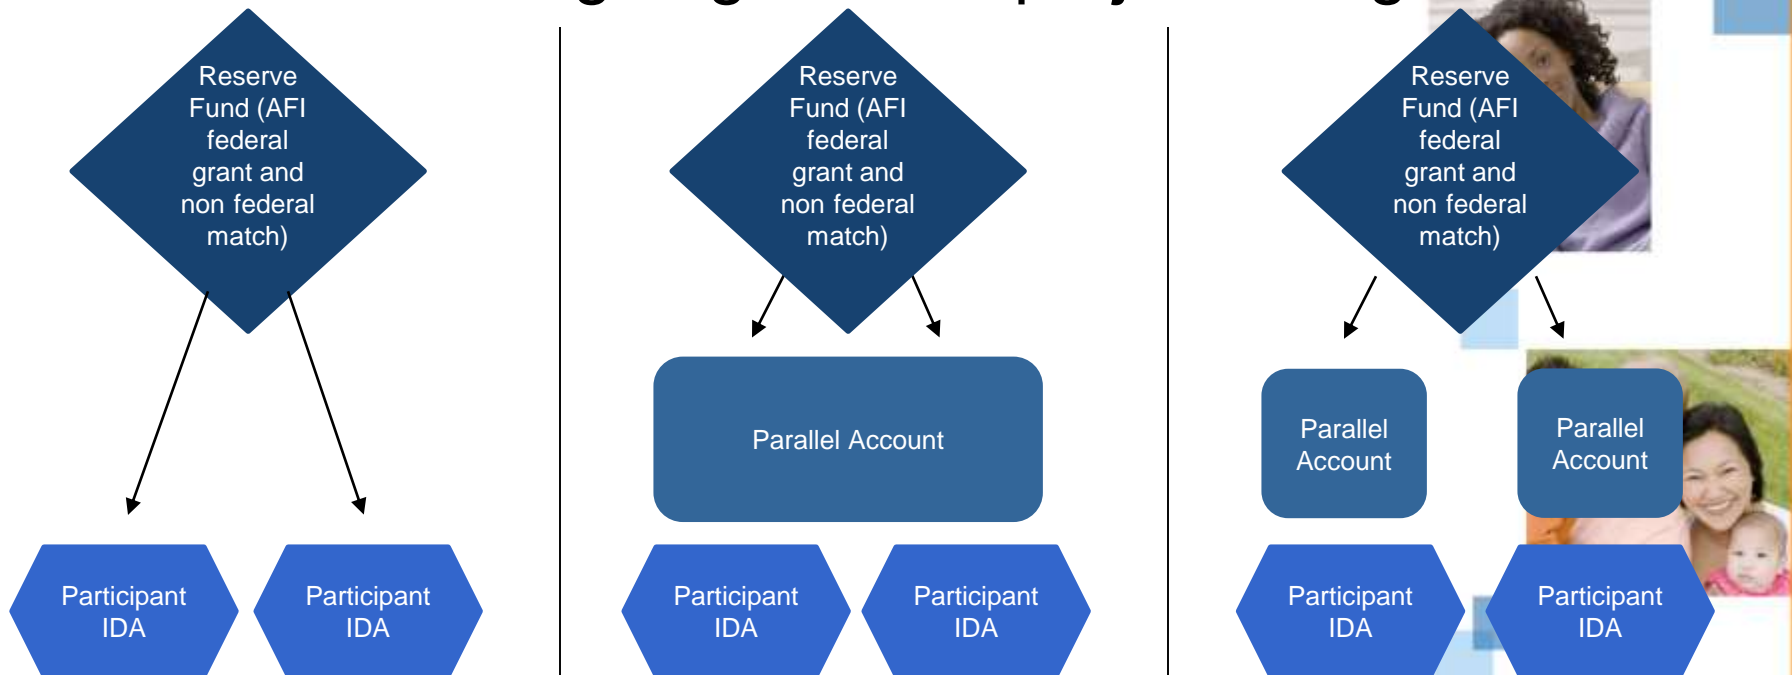 Reserve
Fund (AFI
federal
grant and
non federal
match)
Participant
IDA
Participant
IDA
Reserve
Fund (AFI
federal
grant and
non federal
match)
Parallel Account
Participant
IDA
Participant
IDA
Reserve
Fund (AFI
federal
grant and
non federal
match)
Parallel
Account
Parallel
Account
Participant
IDA
Participant
IDA